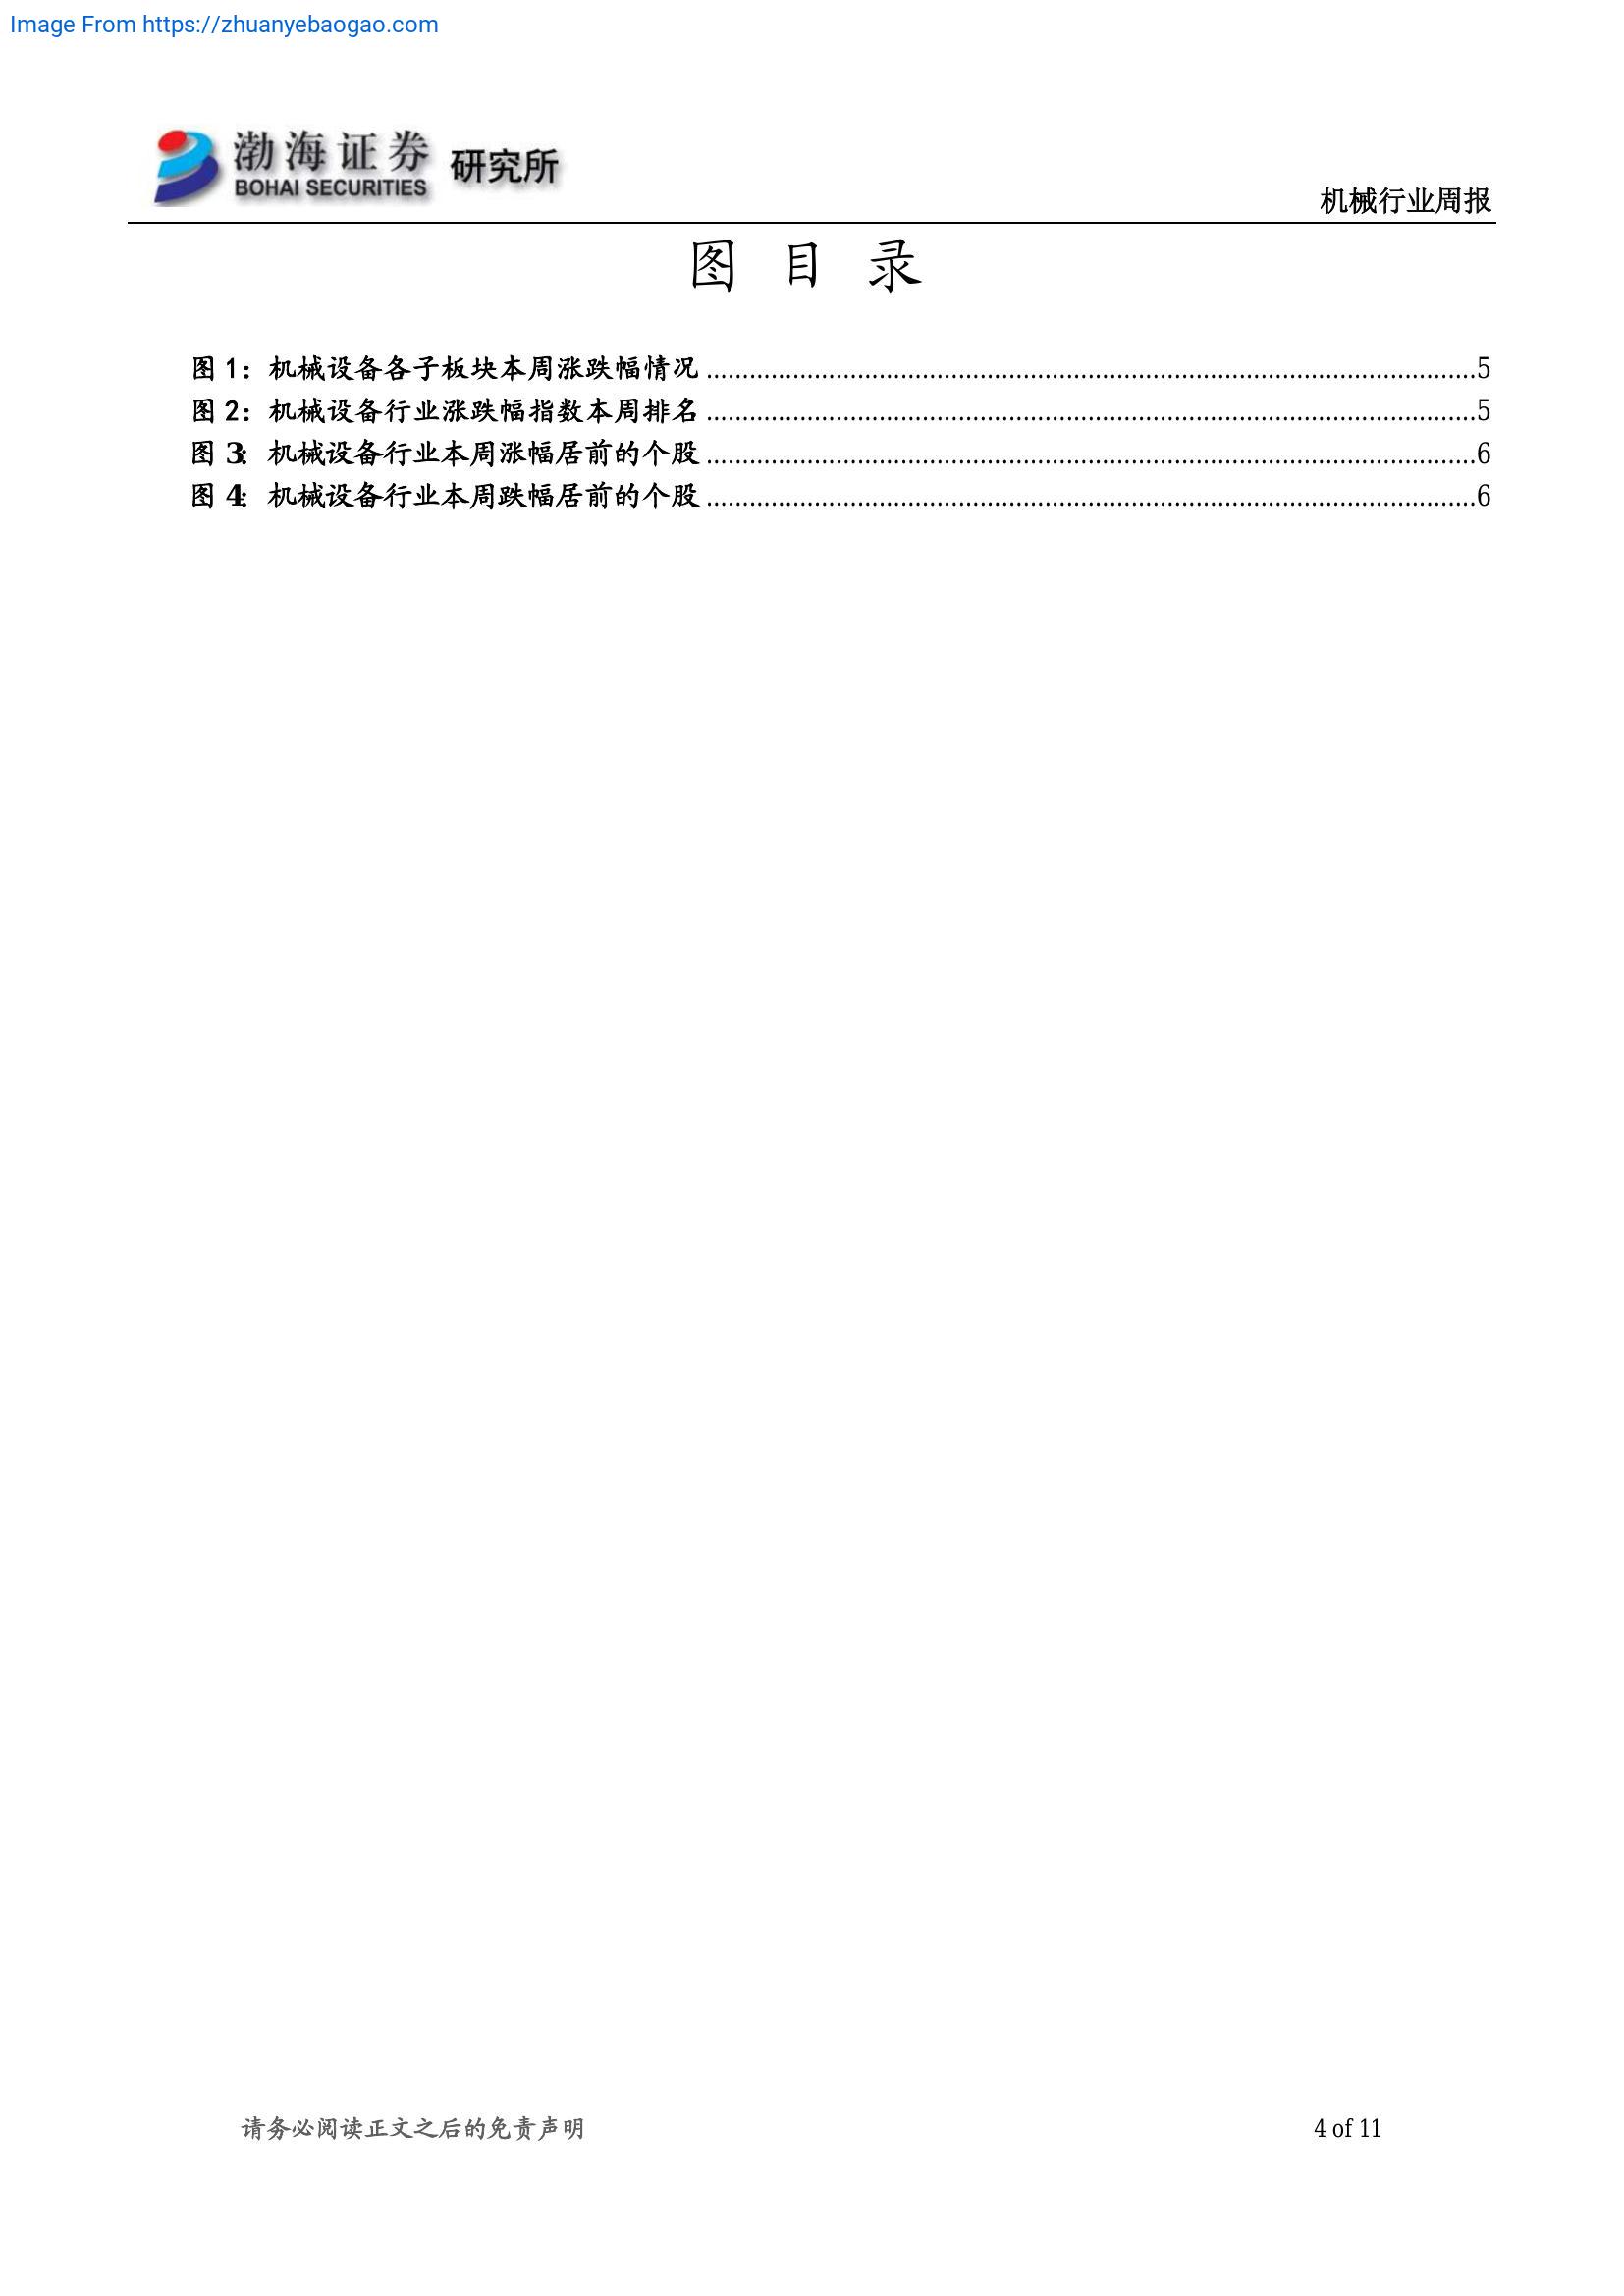 Image From https://zhuanyebaogao.com
渤海证券 研究所
BOHAI SECURITIES
机械行业周报
图 目 录
图 1：机械设备各子板块本周涨跌幅情况........................................5
图 2：机械设备行业涨跌幅指数本周排名........................................5
图 3：机械设备行业本周涨幅居前的个股........................................6
图 4：机械设备行业本周跌幅居前的个股........................................6
请务必阅读正文之后的免责声明 4 of 11